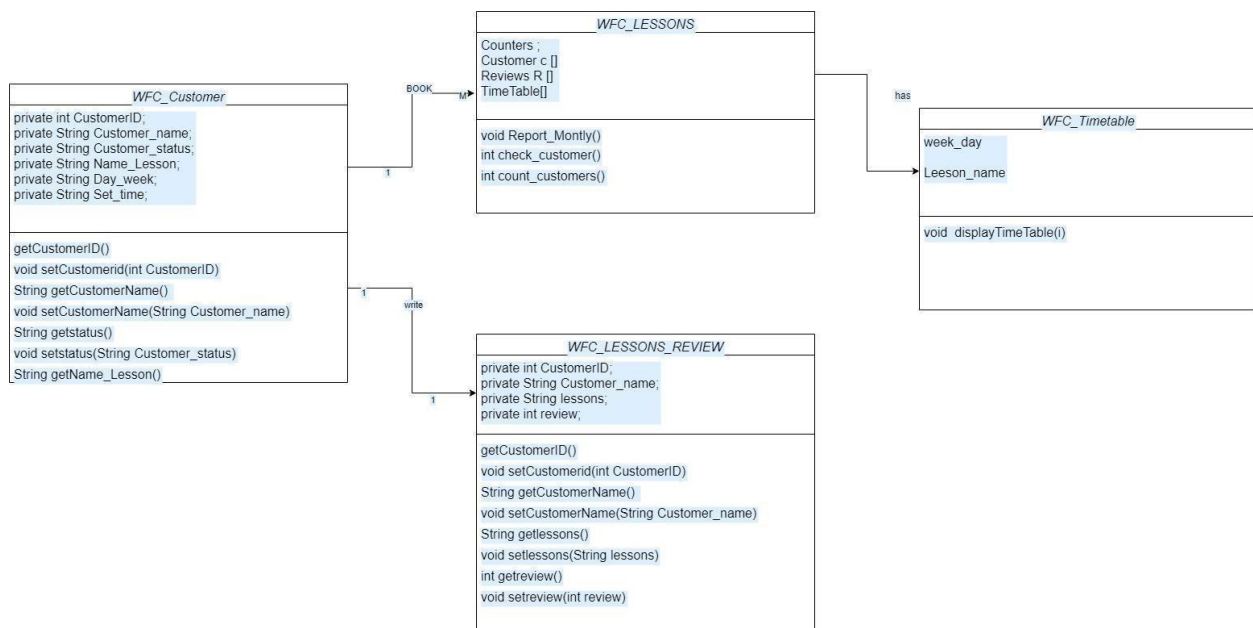 WFC_LESSONS
Counters ;
Customer c []
Reviews R []
TimeTable[]
void Report_Montly()
int check_customer()
int count_customers()
BOOK
M
1
has
WFC_Customer
private int CustomerID;
private String Customer_name;
private String Customer_status;
private String Name_Lesson;
private String Day_week;
private String Set_time;
getCustomerID()
void setCustomerid(int CustomerID)
String getCustomerName()
void setCustomerName(String Customer_name)
String getstatus()
void setstatus(String Customer_status)
String getName_Lesson()
WFC_Timetable
week_day
Leeson_name
void displayTimeTable(i)
1
write
1
WFC_LESSONS_REVIEW
private int CustomerID;
private String Customer_name;
private String lessons;
private int review;
getCustomerID()
void setCustomerid(int CustomerID)
String getCustomerName()
void setCustomerName(String Customer_name)
String getlessons()
void setlessons(String lessons)
int getreview()
void setreview(int review)